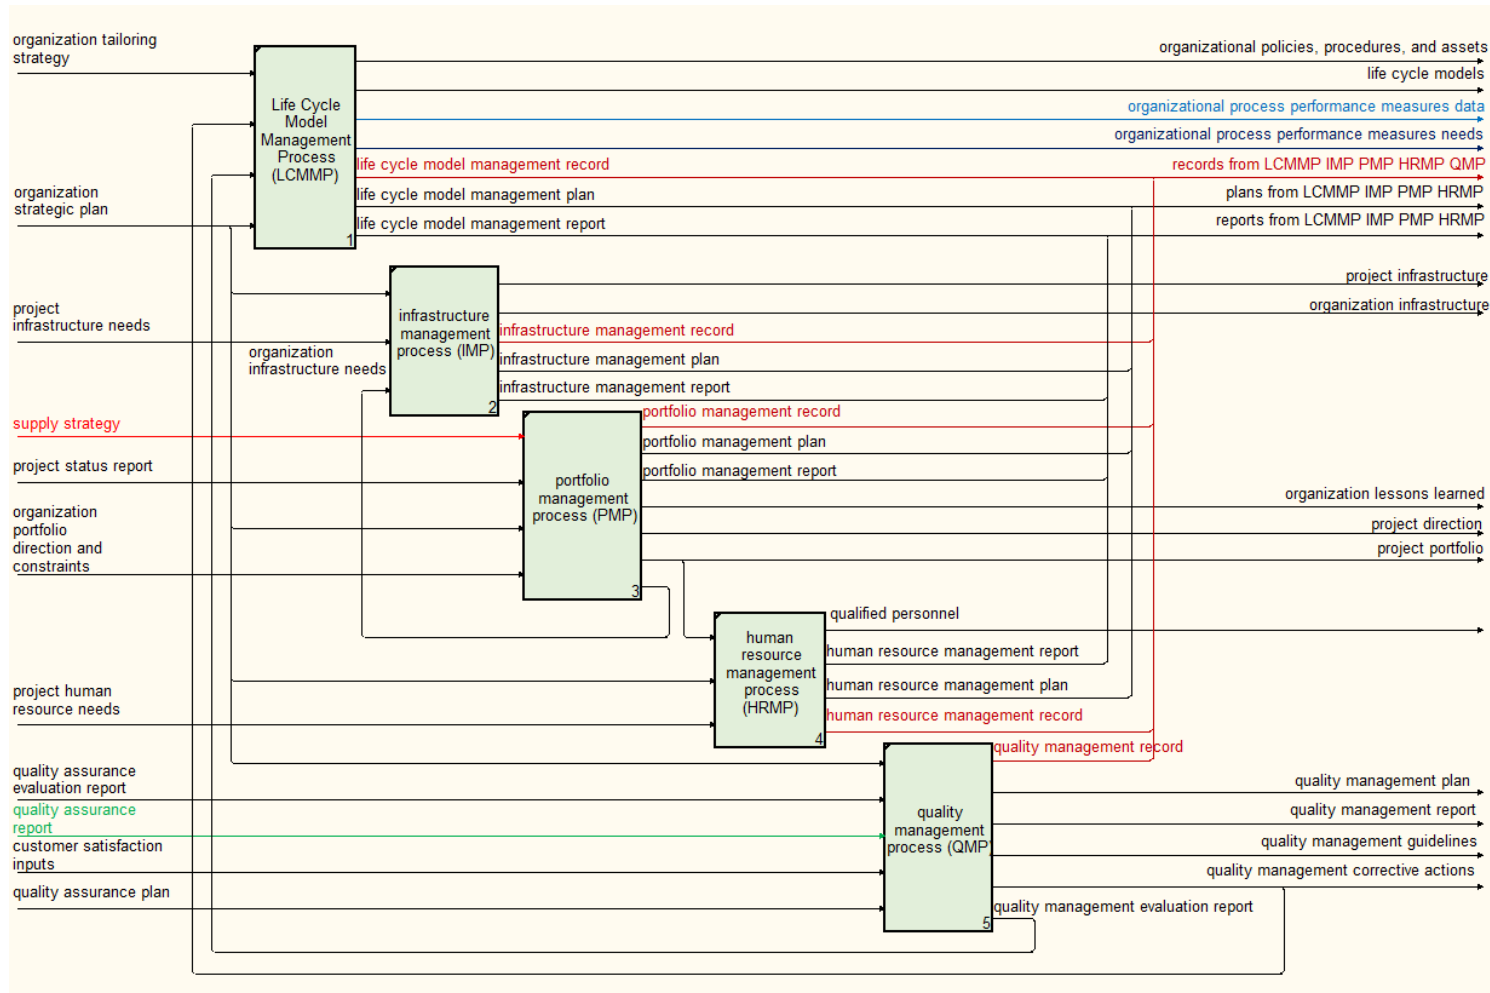 organization tailoring
strategy
organizational policies, procedures, and assets
life cycle models
Life Cycle
Model
Management
Process
(LCMMP)
1
organizational process performance measures data
organizational process performance measures needs
life cycle model management record
records from LCMMP IMP PMP HRMP QMP
organization
strategic plan
life cycle model management plan
plans from LCMMP IMP PMP HRMP
life cycle model management report
reports from LCMMP IMP PMP HRMP
project infrastructure
organization infrastructure
project
infrastructure needs
infrastructure
management
process (IMP)
2
infrastructure management record
organization
infrastructure needs
infrastructure management plan
infrastructure management report
supply strategy
portfolio management record
portfolio management plan
project status report
portfolio management report
portfolio
management
process (PMP)
3
organization
portfolio
direction and
constraints
organization lessons learned
project direction
project portfolio
qualified personnel
human
resource
management
process
(HRMP)
4
human resource management report
human resource management plan
project human
resource needs
human resource management record
quality management record
quality assurance
evaluation report
quality management plan
quality assurance
report
quality management report
quality
management
process (QMP
5
customer satisfaction
inputs
quality management guidelines
quality management corrective actions
quality assurance plan
quality management evaluation report